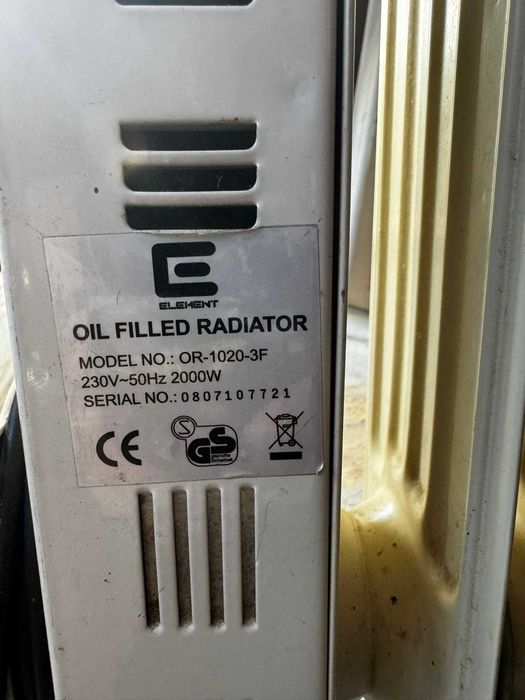 E
ELEMENT
OIL FILLED RADIATOR
MODEL NO.: OR-1020-3F
230V~50Hz 2000W
SERIAL NO.: 0807107721
CE
GS